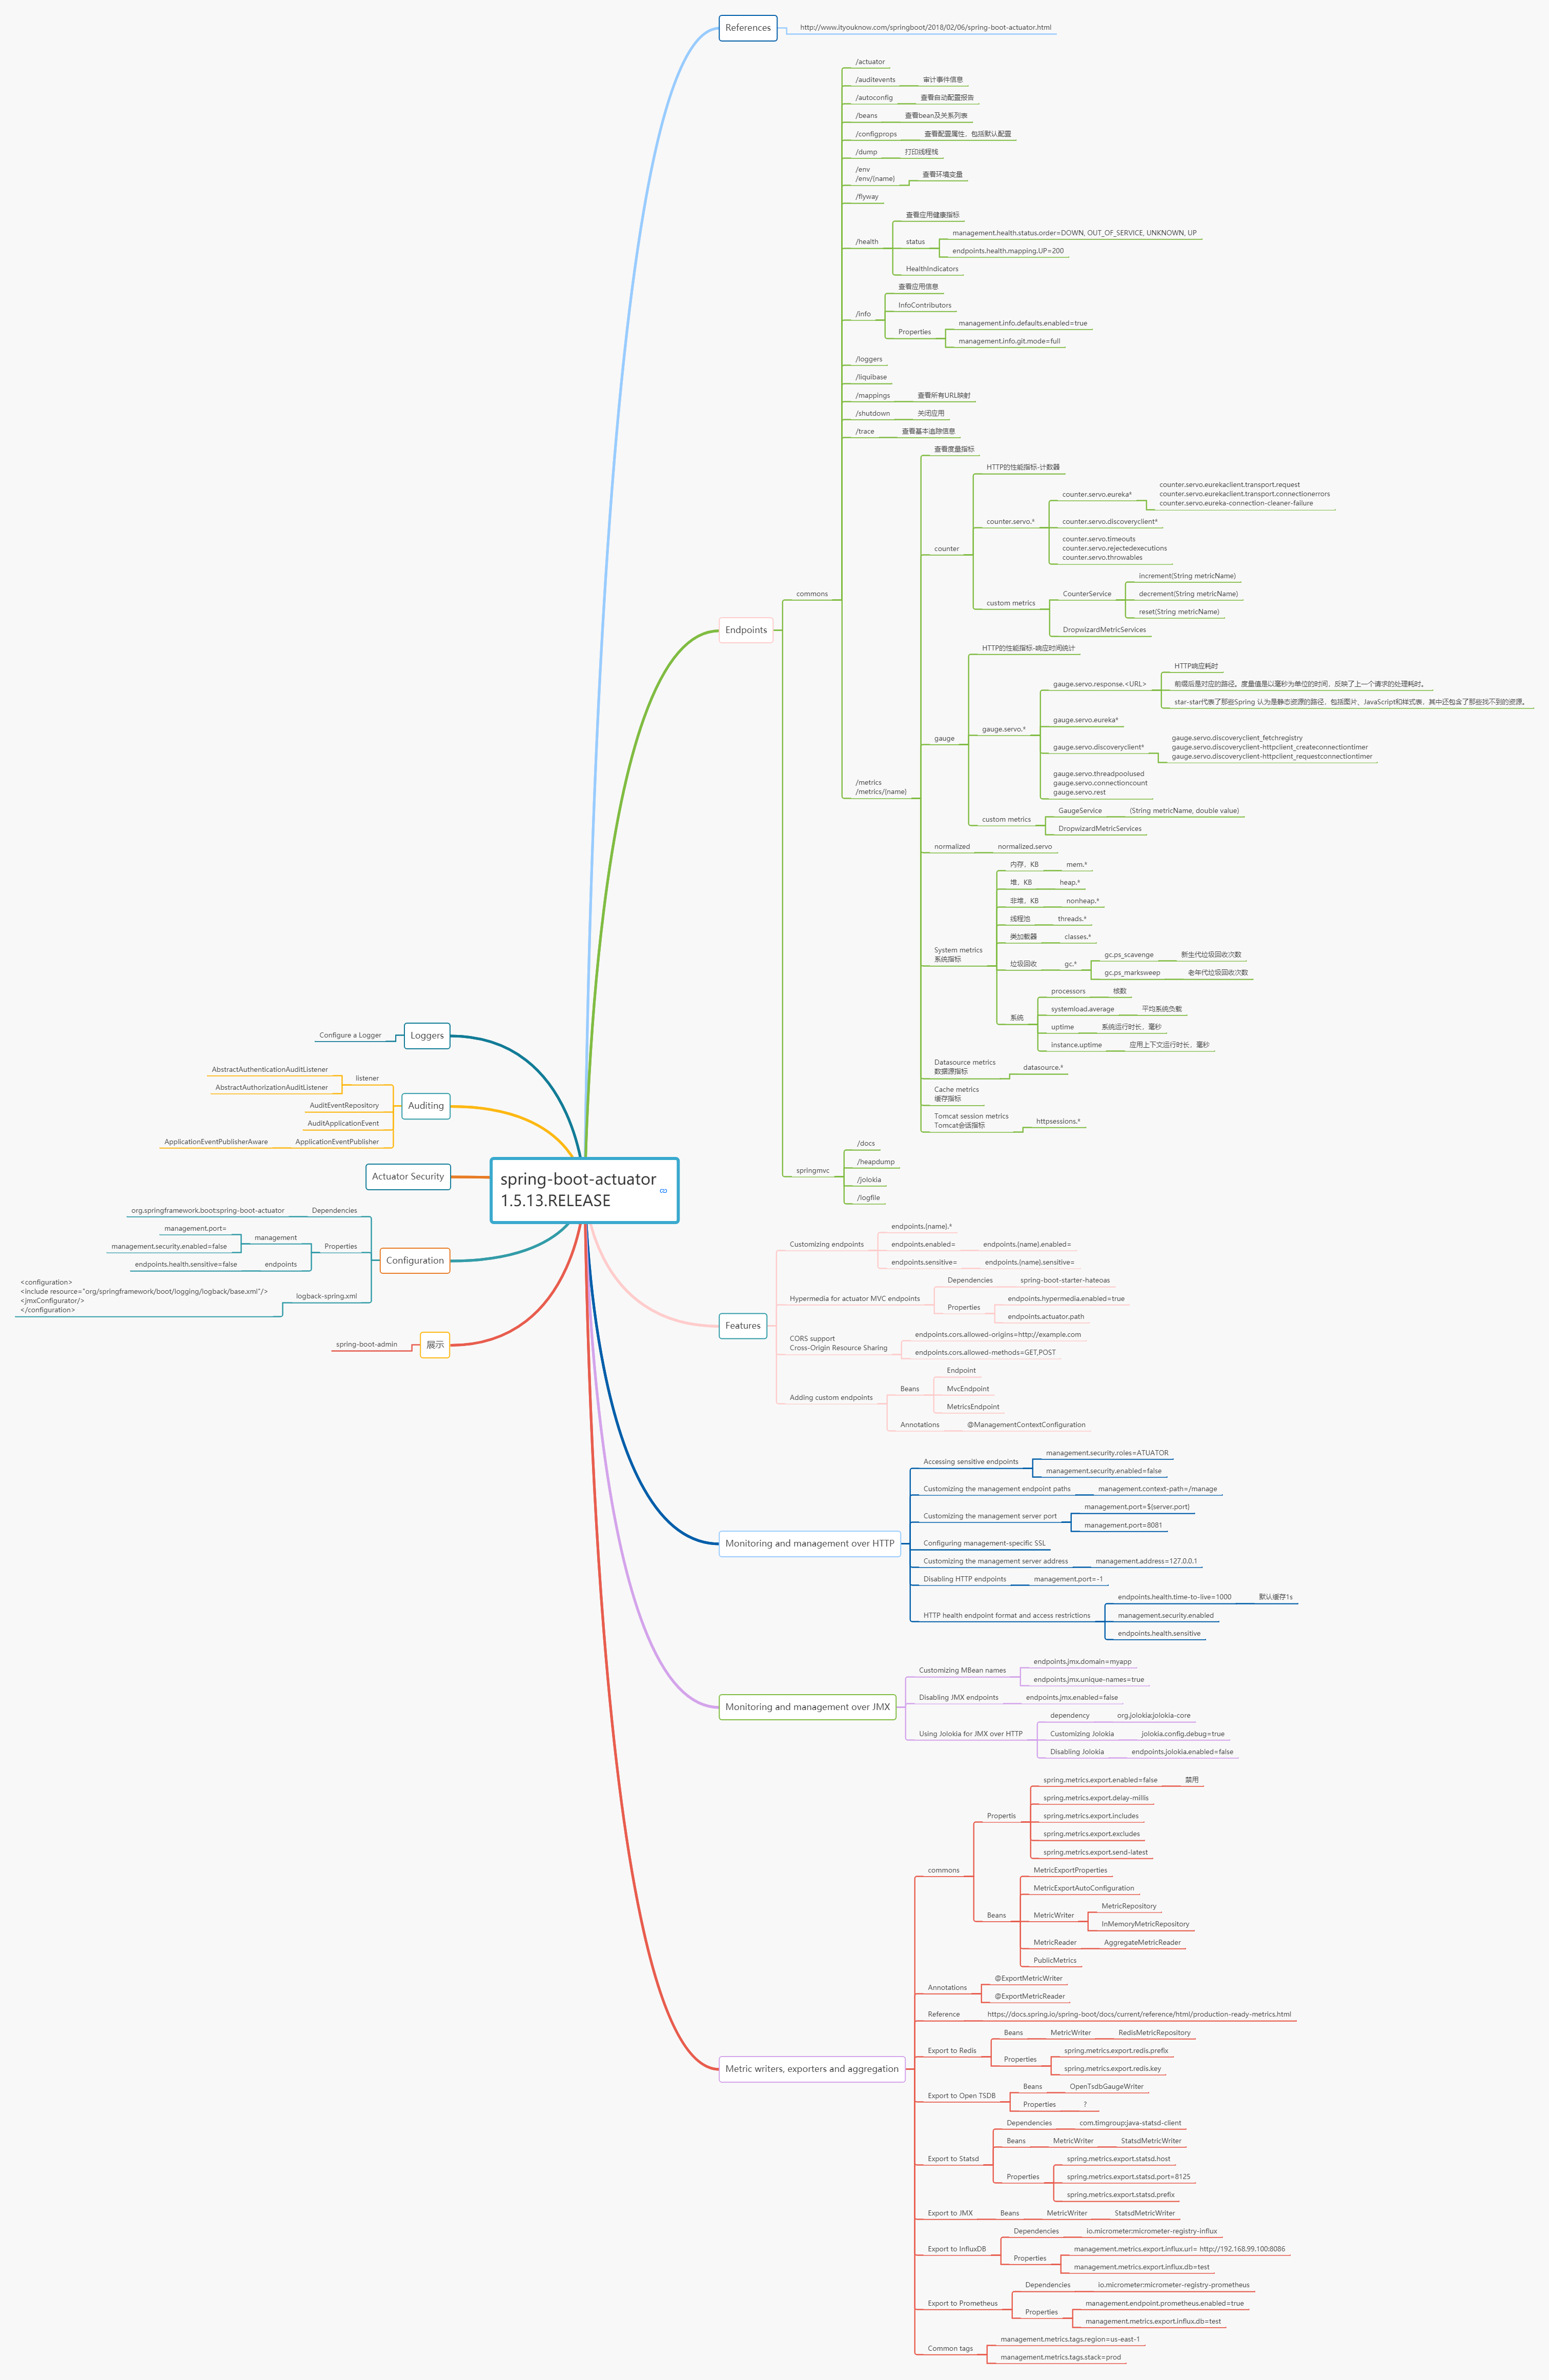 References
http://www.ityouknow.com/springboot/2018/02/06/spring-boot-actuator.html
Endpoints
commons
/actuator
/auditevents
审计事件信息
/autoconfig
查看自动配置报告
/beans
查看bean及关系列表
/configprops
查看配置属性，包括默认配置
/dump
打印线程栈
/env
/env/{name}
查看环境变量
/flyway
/health
查看应用健康指标
status
management.health.status.order=DOWN, OUT_OF_SERVICE, UNKNOWN, UP
endpoints.health.mapping.UP=200
HealthIndicators
/info
查看应用信息
InfoContributors
Properties
management.info.defaults.enabled=true
management.info.git.mode=full
/loggers
/liquibase
/mappings
查看所有URL映射
/shutdown
关闭应用
/trace
查看基本追踪信息
/metrics
/metrics/{name}
查看度量指标
counter
HTTP的性能指标-计数器
counter.servo.*
counter.servo.eureka*
counter.servo.eurekaclient.transport.request
counter.servo.eurekaclient.transport.connectionerrors
counter.servo.eureka-connection-cleaner-failure
counter.servo.discoveryclient*
counter.servo.timeouts
counter.servo.rejectedexecutions
counter.servo.throwables
custom metrics
CounterService
increment(String metricName)
decrement(String metricName)
reset(String metricName)
DropwizardMetricServices
gauge
HTTP的性能指标-响应时间统计
gauge.servo.*
gauge.servo.response.<URL>
HTTP响应耗时
前缀后是对应的路径。度量值是以毫秒为单位的时间，反映了上一个请求的处理耗时。
star-star代表了那些Spring 认为是静态资源的路径，包括图片、JavaScript和样式表，其中还包含了那些找不到的资源。
gauge.servo.eureka*
gauge.servo.discoveryclient*
gauge.servo.discoveryclient_fetchregistry
gauge.servo.discoveryclient-httpclient_createconnectiontimer
gauge.servo.discoveryclient-httpclient_requestconnectiontimer
gauge.servo.threadpoolused
gauge.servo.connectioncount
gauge.servo.rest
custom metrics
GaugeService
(String metricName, double value)
DropwizardMetricServices
normalized
normalized.servo
System metrics
系统指标
内存，KB
mem.*
堆，KB
heap.*
非堆，KB
nonheap.*
线程池
threads.*
类加载器
classes.*
垃圾回收
gc.*
gc.ps_scavenge
新生代垃圾回收次数
gc.ps_marksweep
老年代垃圾回收次数
系统
processors
核数
systemload.average
平均系统负载
uptime
系统运行时长，毫秒
instance.uptime
应用上下文运行时长，毫秒
Datasource metrics
数据源指标
datasource.*
Cache metrics
缓存指标
Tomcat session metrics
Tomcat会话指标
httpsessions.*
springmvc
/docs
/heapdump
/jolokia
/logfile
Loggers
Configure a Logger
Auditing
listener
AbstractAuthenticationAuditListener
AbstractAuthorizationAuditListener
AuditEventRepository
AuditApplicationEvent
ApplicationEventPublisher
ApplicationEventPublisherAware
Actuator Security
spring-boot-actuator
1.5.13.RELEASE
Configuration
Dependencies
org.springframework.boot:spring-boot-actuator
Properties
management
management.port=
management.security.enabled=false
endpoints
endpoints.health.sensitive=false
logback-spring.xml
<configuration>
<include resource="org/springframework/boot/logging/logback/base.xml"/>
<jmxConfigurator/>
</configuration>
展示
spring-boot-admin
Features
Customizing endpoints
endpoints.{name}.*
endpoints.enabled=
endpoints.{name}.enabled=
endpoints.sensitive=
endpoints.{name}.sensitive=
Hypermedia for actuator MVC endpoints
Dependencies
spring-boot-starter-hateoas
Properties
endpoints.hypermedia.enabled=true
endpoints.actuator.path
CORS support
Cross-Origin Resource Sharing
endpoints.cors.allowed-origins=http://example.com
endpoints.cors.allowed-methods=GET,POST
Adding custom endpoints
Beans
Endpoint
MvcEndpoint
MetricsEndpoint
Annotations
@ManagementContextConfiguration
Monitoring and management over HTTP
Accessing sensitive endpoints
management.security.roles=ATUATOR
management.security.enabled=false
Customizing the management endpoint paths
management.context-path=/manage
Customizing the management server port
management.port=${server.port}
management.port=8081
Configuring management-specific SSL
Customizing the management server address
management.address=127.0.0.1
Disabling HTTP endpoints
management.port=-1
HTTP health endpoint format and access restrictions
endpoints.health.time-to-live=1000
默认缓存1s
management.security.enabled
endpoints.health.sensitive
Monitoring and management over JMX
Customizing MBean names
endpoints.jmx.domain=myapp
endpoints.jmx.unique-names=true
Disabling JMX endpoints
endpoints.jmx.enabled=false
Using Jolokia for JMX over HTTP
dependency
org.jolokia:jolokia-core
Customizing Jolokia
jolokia.config.debug=true
Disabling Jolokia
endpoints.jolokia.enabled=false
Metric writers, exporters and aggregation
commons
Propertis
spring.metrics.export.enabled=false
禁用
spring.metrics.export.delay-millis
spring.metrics.export.includes
spring.metrics.export.excludes
spring.metrics.export.send-latest
Beans
MetricExportProperties
MetricExportAutoConfiguration
MetricWriter
MetricRepository
InMemoryMetricRepository
MetricReader
AggregateMetricReader
PublicMetrics
Annotations
@ExportMetricWriter
@ExportMetricReader
Reference
https://docs.spring.io/spring-boot/docs/current/reference/html/production-ready-metrics.html
Export to Redis
Beans
MetricWriter
RedisMetricRepository
Properties
spring.metrics.export.redis.prefix
spring.metrics.export.redis.key
Export to Open TSDB
Beans
OpenTsdbGaugeWriter
Properties
?
Export to Statsd
Dependencies
com.timgroup:java-statsd-client
Beans
MetricWriter
StatsdMetricWriter
Properties
spring.metrics.export.statsd.host
spring.metrics.export.statsd.port=8125
spring.metrics.export.statsd.prefix
Export to JMX
Beans
MetricWriter
StatsdMetricWriter
Export to InfluxDB
Dependencies
io.micrometer:micrometer-registry-influx
Properties
management.metrics.export.influx.url= http://192.168.99.100:8086
management.metrics.export.influx.db=test
Export to Prometheus
Dependencies
io.micrometer:micrometer-registry-prometheus
Properties
management.endpoint.prometheus.enabled=true
management.metrics.export.influx.db=test
Common tags
management.metrics.tags.region=us-east-1
management.metrics.tags.stack=prod